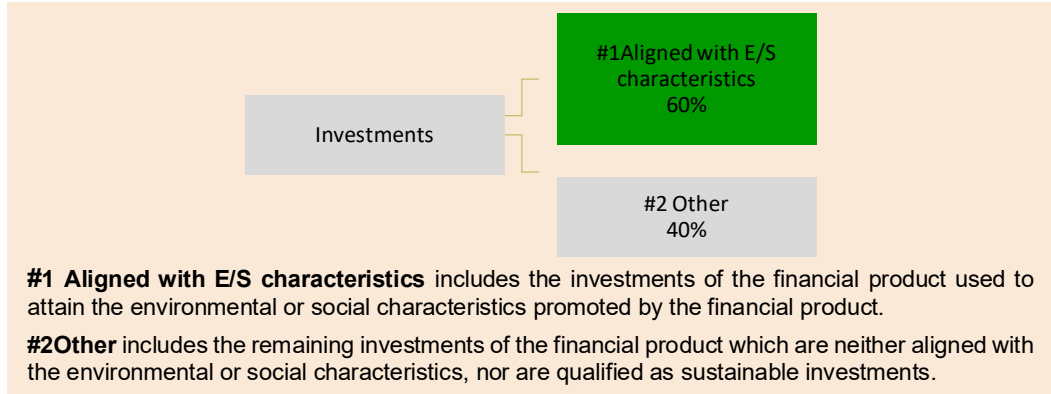 #1Aligned with E/S
characteristics
60%
Investments
#2 Other
40%
#1 Aligned with E/S characteristics includes the investments of the financial product used to
attain the environmental or social characteristics promoted by the financial product.
#2Other includes the remaining investments of the financial product which are neither aligned with
the environmental or social characteristics, nor are qualified as sustainable investments.